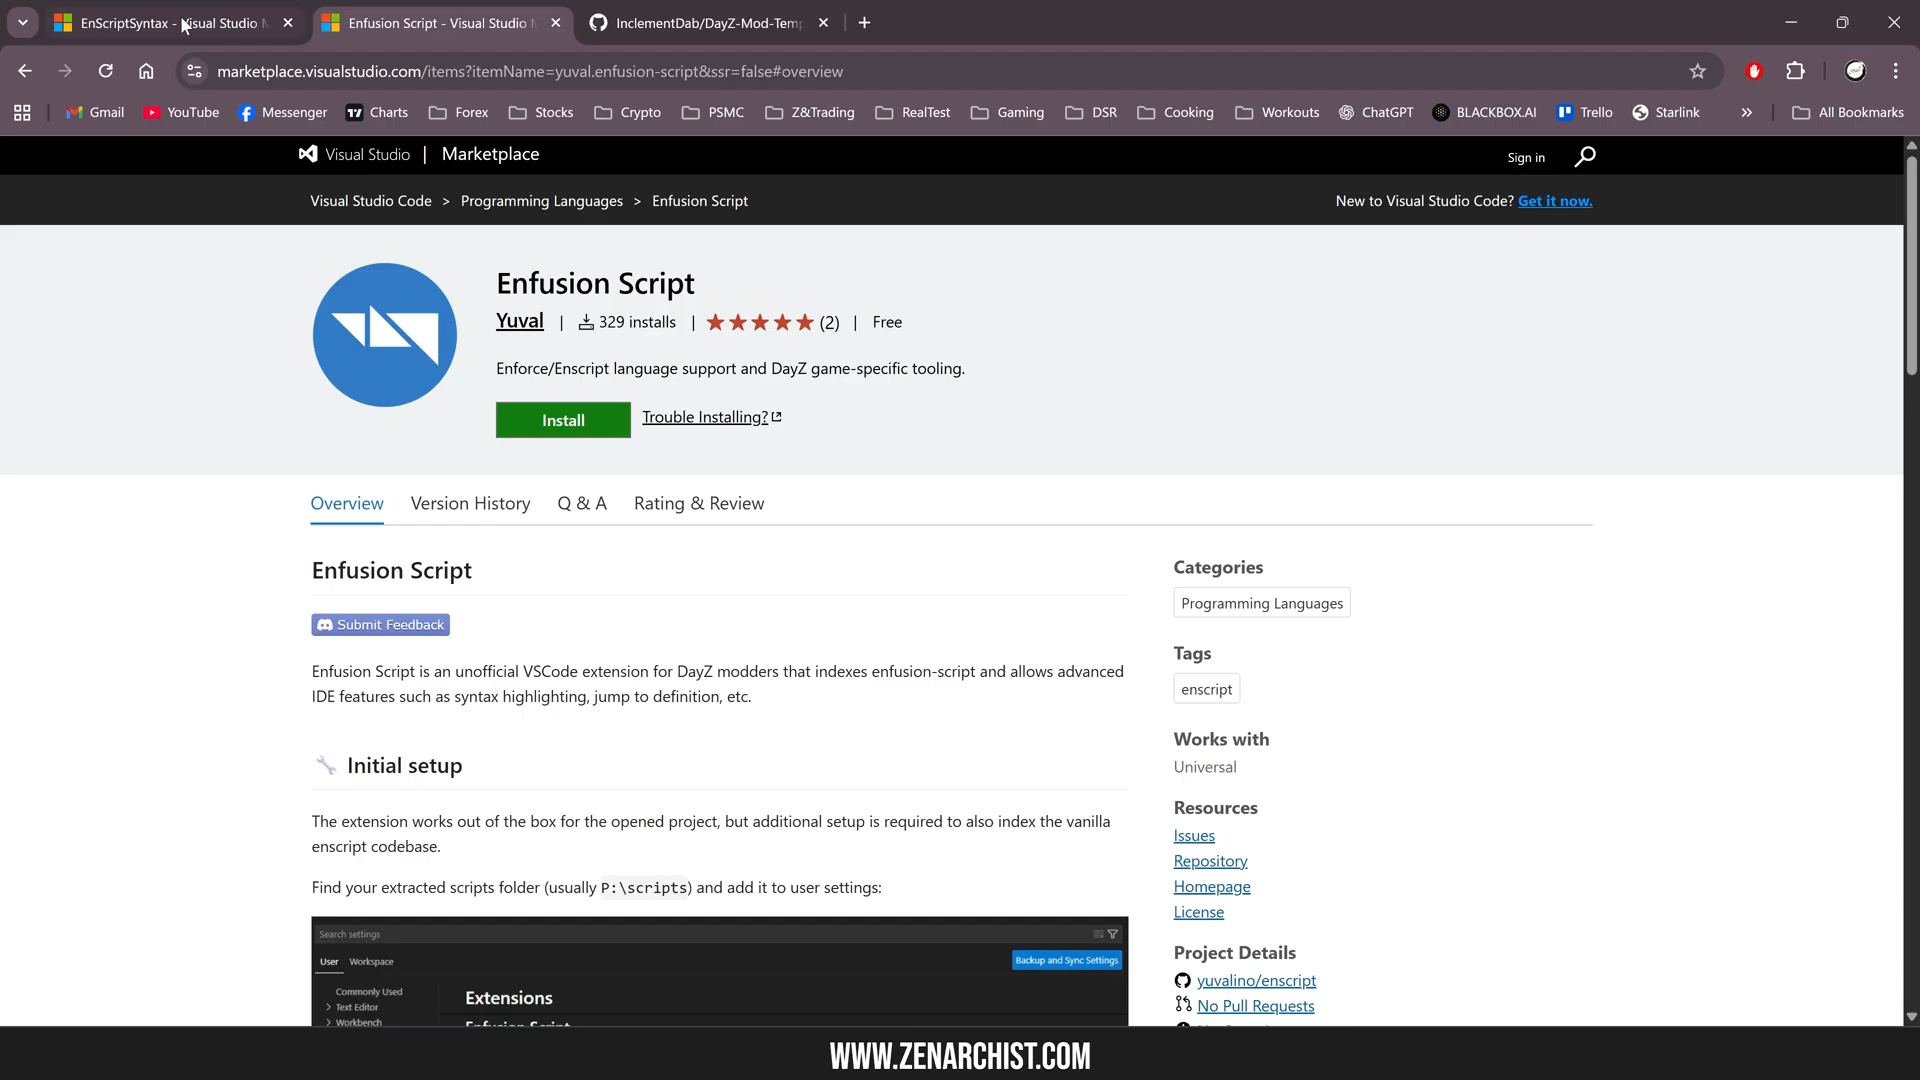 EnScriptSyntax - Visual Studio M
Enfusion Script - Visual Studio M
InclementDab/DayZ-Mod-Temp
marketplace.visualstudio.com/items?itemName=yuval.enfusion-script&ssr=false#overview
Gmail
YouTube
Messenger
Charts
Forex
Stocks
Crypto
PSMC
Z&Trading
RealTest
Gaming
DSR
Cooking
Workouts
ChatGPT
BLACKBOX.AI
Trello
Starlink
»
All Bookmarks
Visual Studio | Marketplace
Sign in
Visual Studio Code > Programming Languages > Enfusion Script
New to Visual Studio Code? Get it now.
Enfusion Script
Yuval | 329 installs | (2) | Free
Enforce/Enscript language support and DayZ game-specific tooling.
Install
Trouble Installing?
Overview
Version History
Q & A
Rating & Review
Enfusion Script
Submit Feedback
Enfusion Script is an unofficial VSCode extension for DayZ modders that indexes enfusion-script and allows advanced
IDE features such as syntax highlighting, jump to definition, etc.
Initial setup
The extension works out of the box for the opened project, but additional setup is required to also index the vanilla
enscript codebase.
Find your extracted scripts folder (usually P:\scripts) and add it to user settings:
Search settings
User
Workspace
Backup and Sync Settings
Commonly Used
> Text Editor
> Workbench
Extensions
Enfusion Script
Categories
Programming Languages
Tags
enscript
Works with
Universal
Resources
Issues
Repository
Homepage
License
Project Details
yuvalino/enscript
No Pull Requests
WWW.ZENARCHIST.COM